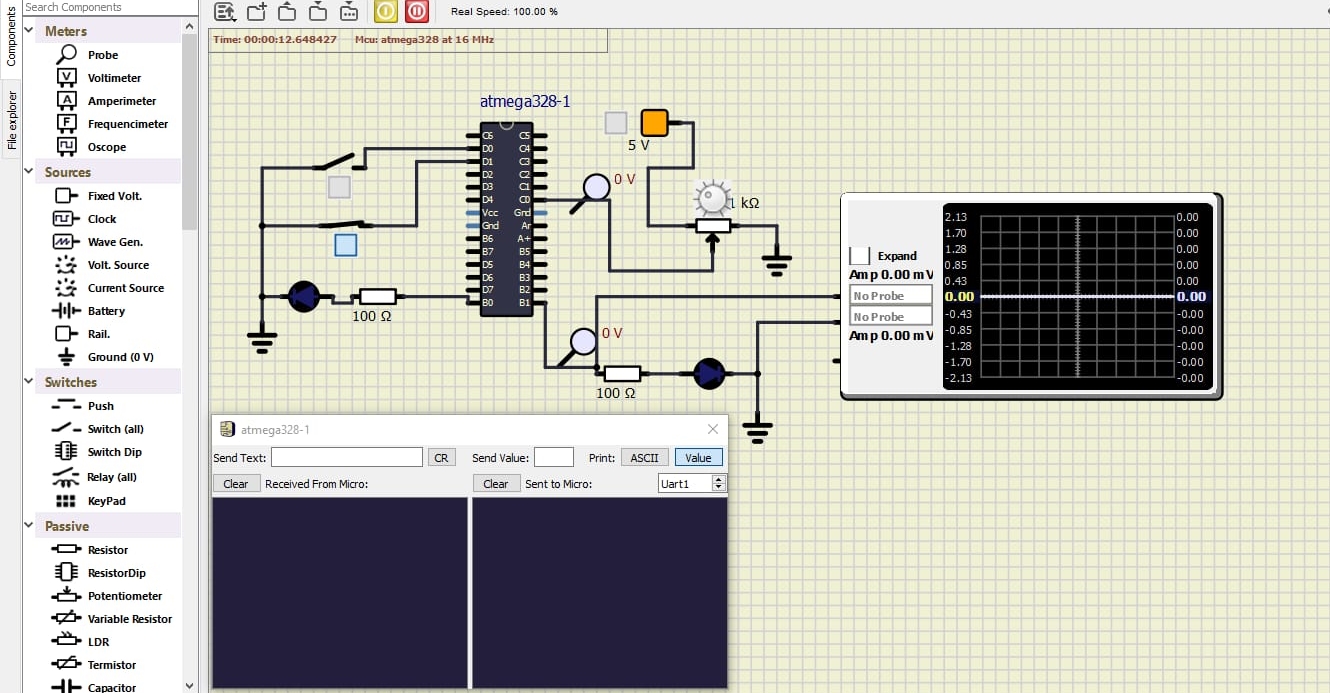 Components
File explorer
Search Components
Meters
Probe
Voltimeter
Amperimeter
Frequencimeter
Oscope
Sources
Fixed Volt.
Clock
Wave Gen.
Volt. Source
Current Source
Battery
Rail.
Ground (0 V)
Switches
Push
Switch (all)
Switch Dip
Relay (all)
KeyPad
Passive
Resistor
ResistorDip
Potentiometer
Variable Resistor
LDR
Termistor
Capacitor
Real Speed: 100.00 %
Time: 00:00:12.648427 Mcu: atmega328 at 16 MHz
atmega328-1
C6 C5
D0 C4
D1 C3
D2 C2
D3 C1
D4 C0
Vcc Gnd
Gnd Ar
B6 A+
B7 B5
D5 B4
D6 B3
D7 B2
B0 B1
5 V
0 V
1 kΩ
100 Ω
0 V
100 Ω
Expand
Amp 0.00 mV
No Probe
No Probe
Amp 0.00 mV
2.13 0.00
1.70 0.00
1.28 0.00
0.85 0.00
0.43 0.00
0.00 0.00
-0.43 -0.00
-0.85 -0.00
-1.28 -0.00
-1.70 -0.00
-2.13 -0.00
atmega328-1
Send Text: CR Send Value: Print: ASCII Value
Clear Received From Micro: Clear Sent to Micro: Uart1